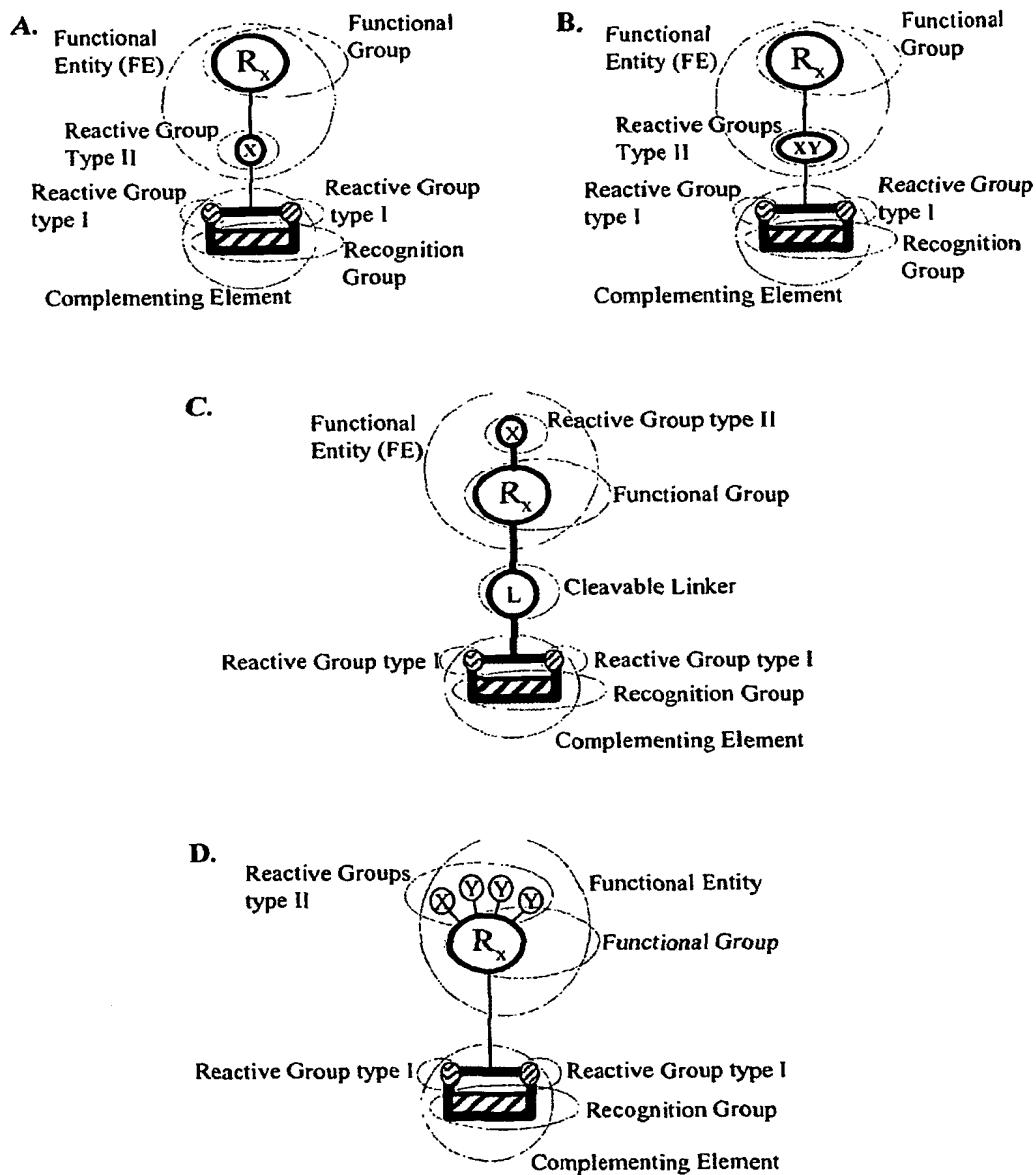 A.
Functional
Entity (FE)
Functional
Group
Rx
Reactive Group
Type II
X
Reactive Group
type I
Reactive Group
type I
Recognition
Group
Complementing Element
B.
Functional
Entity (FE)
Functional
Group
Rx
Reactive Groups
Type II
XY
Reactive Group
type I
Reactive Group
type I
Recognition
Group
Complementing Element
C.
Functional
Entity (FE)
X
Reactive Group type II
Rx
Functional Group
L
Cleavable Linker
Reactive Group type I
Reactive Group type I
Recognition Group
Complementing Element
D.
Reactive Groups
type II
Functional Entity
X Y Y Y
Rx
Functional Group
Reactive Group type I
Reactive Group type I
Recognition Group
Complementing Element